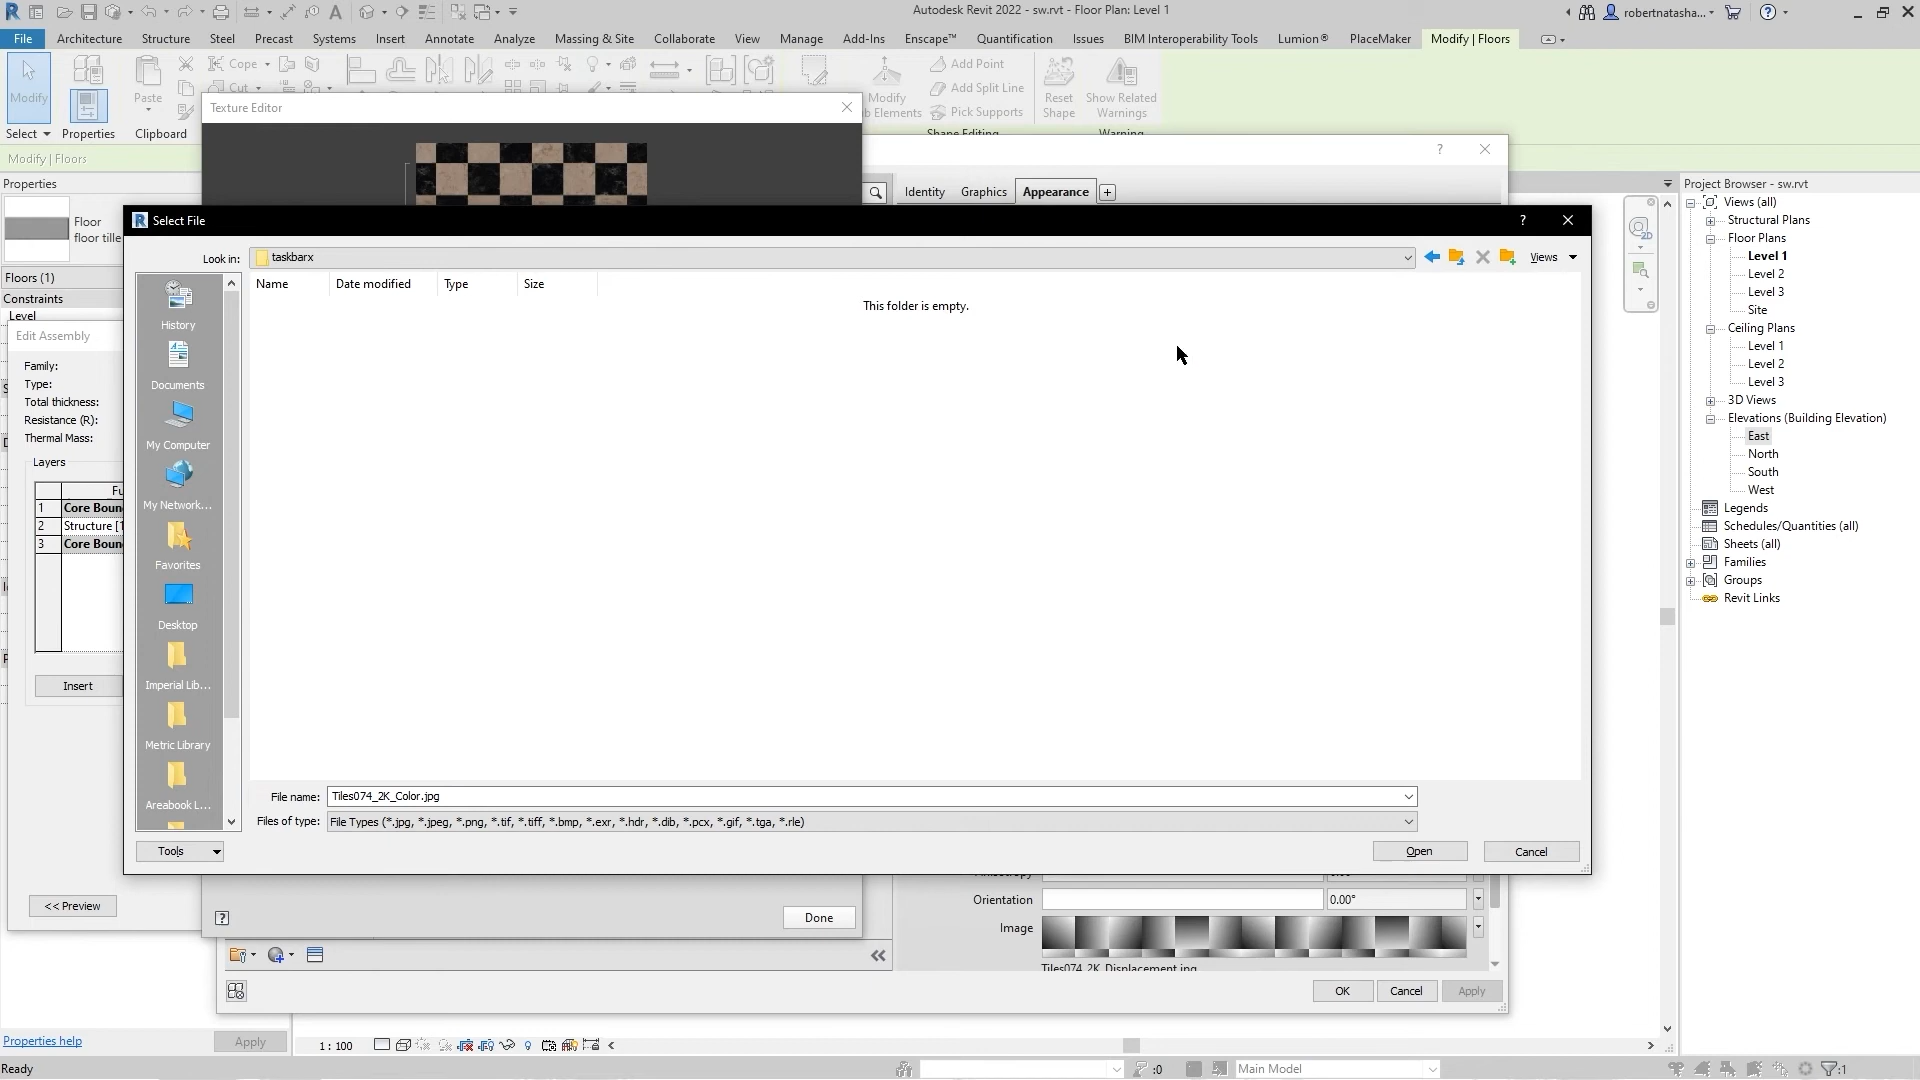 Autodesk Revit 2022 - sw.rvt - Floor Plan: Level 1
robertnatasha...
File Architecture Structure Steel Precast Systems Insert Annotate Analyze Massing & Site Collaborate View Manage Add-Ins Enscape™ Quantification Issues BIM Interoperability Tools Lumion® PlaceMaker Modify | Floors
Cope
Cut
Add Point
Add Split Line
Pick Supports
Modify
Paste
Modify
Reset
Shape
Show Related
Warnings
Select Properties Clipboard
Texture Editor
Modify | Floors
Properties
Floor
Floors (1)
Constraints
Level
Edit Assembly
Family:
Type:
Total thickness:
Resistance (R):
Thermal Mass:
Layers
1 Core Boun
2 Structure [1
3 Core Boun
Insert
<< Preview
Identity Graphics Appearance +
?
Select File
?
Look in: taskbarx
Views
Name Date modified Type Size
This folder is empty.
History
Documents
My Computer
My Network...
Favorites
Desktop
Imperial Lib...
Metric Library
Areabook L...
File name: Tiles074_2K_Color.jpg
Files of type: File Types (*.jpg, *.jpeg, *.png, *.tif, *.tiff, *.bmp, *.exr, *.hdr, *.dib, *.pcx, *.gif, *.tga, *.rle)
Tools
Open
Cancel
?
Done
Orientation 0.00°
Image
Tiles074_2K_Displacement.jpg
OK Cancel Apply
Properties help
Apply
1 : 100
Ready
:0
Main Model
:1
Project Browser - sw.rvt
Views (all)
Structural Plans
Floor Plans
Level 1
Level 2
Level 3
Site
Ceiling Plans
Level 1
Level 2
Level 3
3D Views
Elevations (Building Elevation)
East
North
South
West
Legends
Schedules/Quantities (all)
Sheets (all)
Families
Groups
Revit Links
2D